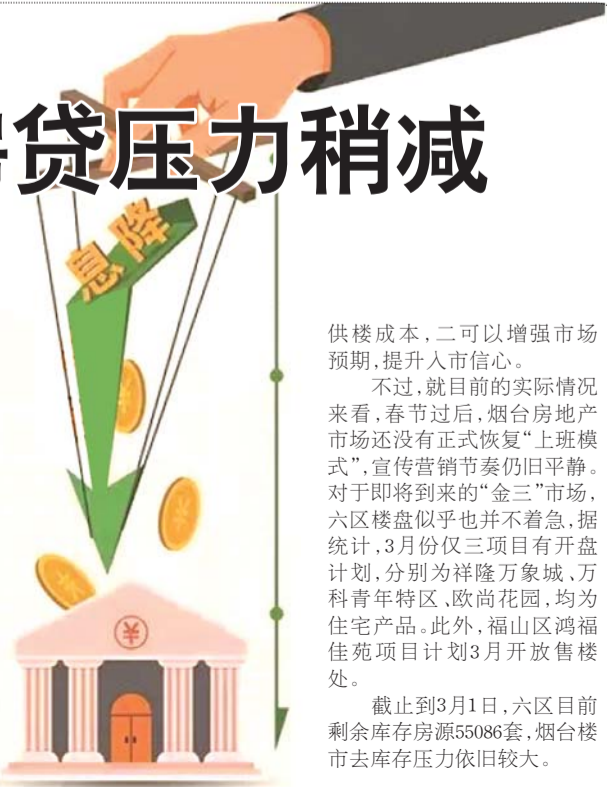 贷压力稍减
息降
¥
供楼成本,二可以增强市场
预期,提升入市信心。
不过,就目前的实际情况
来看,春节过后,烟台房地产
市场还没有正式恢复“上班模
式”,宣传营销节奏仍旧平静。
对于即将到来的“金三”市场,
六区楼盘似乎也并不着急,据
统计,3月份仅三项目有开盘
计划,分别为祥隆万象城、万
科青年特区、欧尚花园,均为
住宅产品。此外,福山区鸿福
佳苑项目计划3月开放售楼
处。
截止到3月1日,六区目前
剩余库存房源55086套,烟台楼
市去库存压力依旧较大。